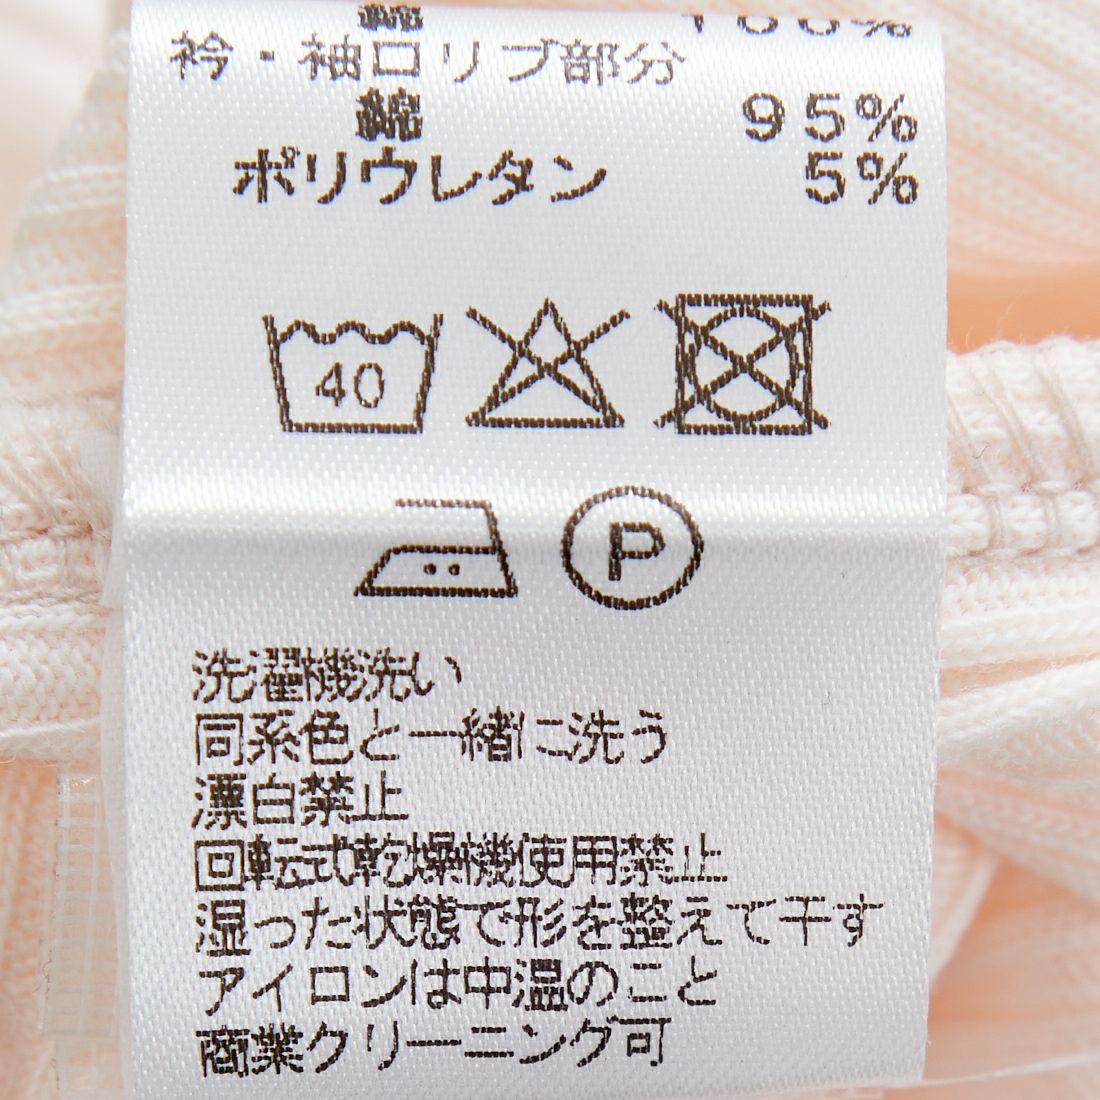 綿 100%
衿・袖口リブ部分
綿 95%
ポリウレタン 5%
40
P
洗濯機洗い
同系色と一緒に洗う
漂白禁止
回転式乾燥機使用禁止
湿った状態で形を整えて干す
アイロンは中温のこと
商業クリーニング可